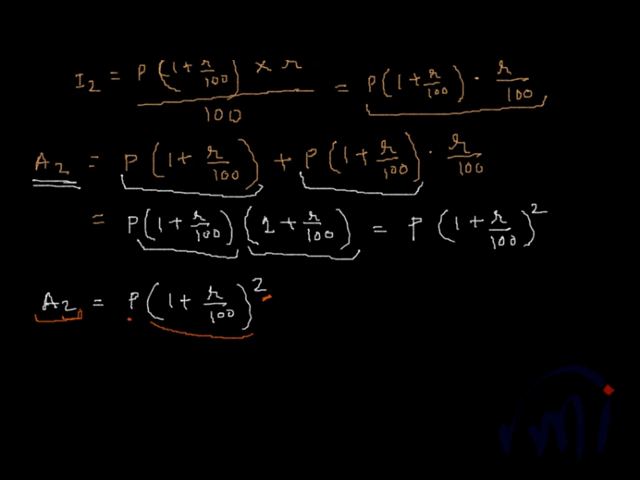 I₂ = P(1+r/100) × r / 100 = P(1+r/100) · r/100
A₂ = P(1+r/100) + P(1+r/100) · r/100
= P(1+r/100)(1+r/100) = P(1+r/100)²
A₂ = P(1+r/100)²
rmi